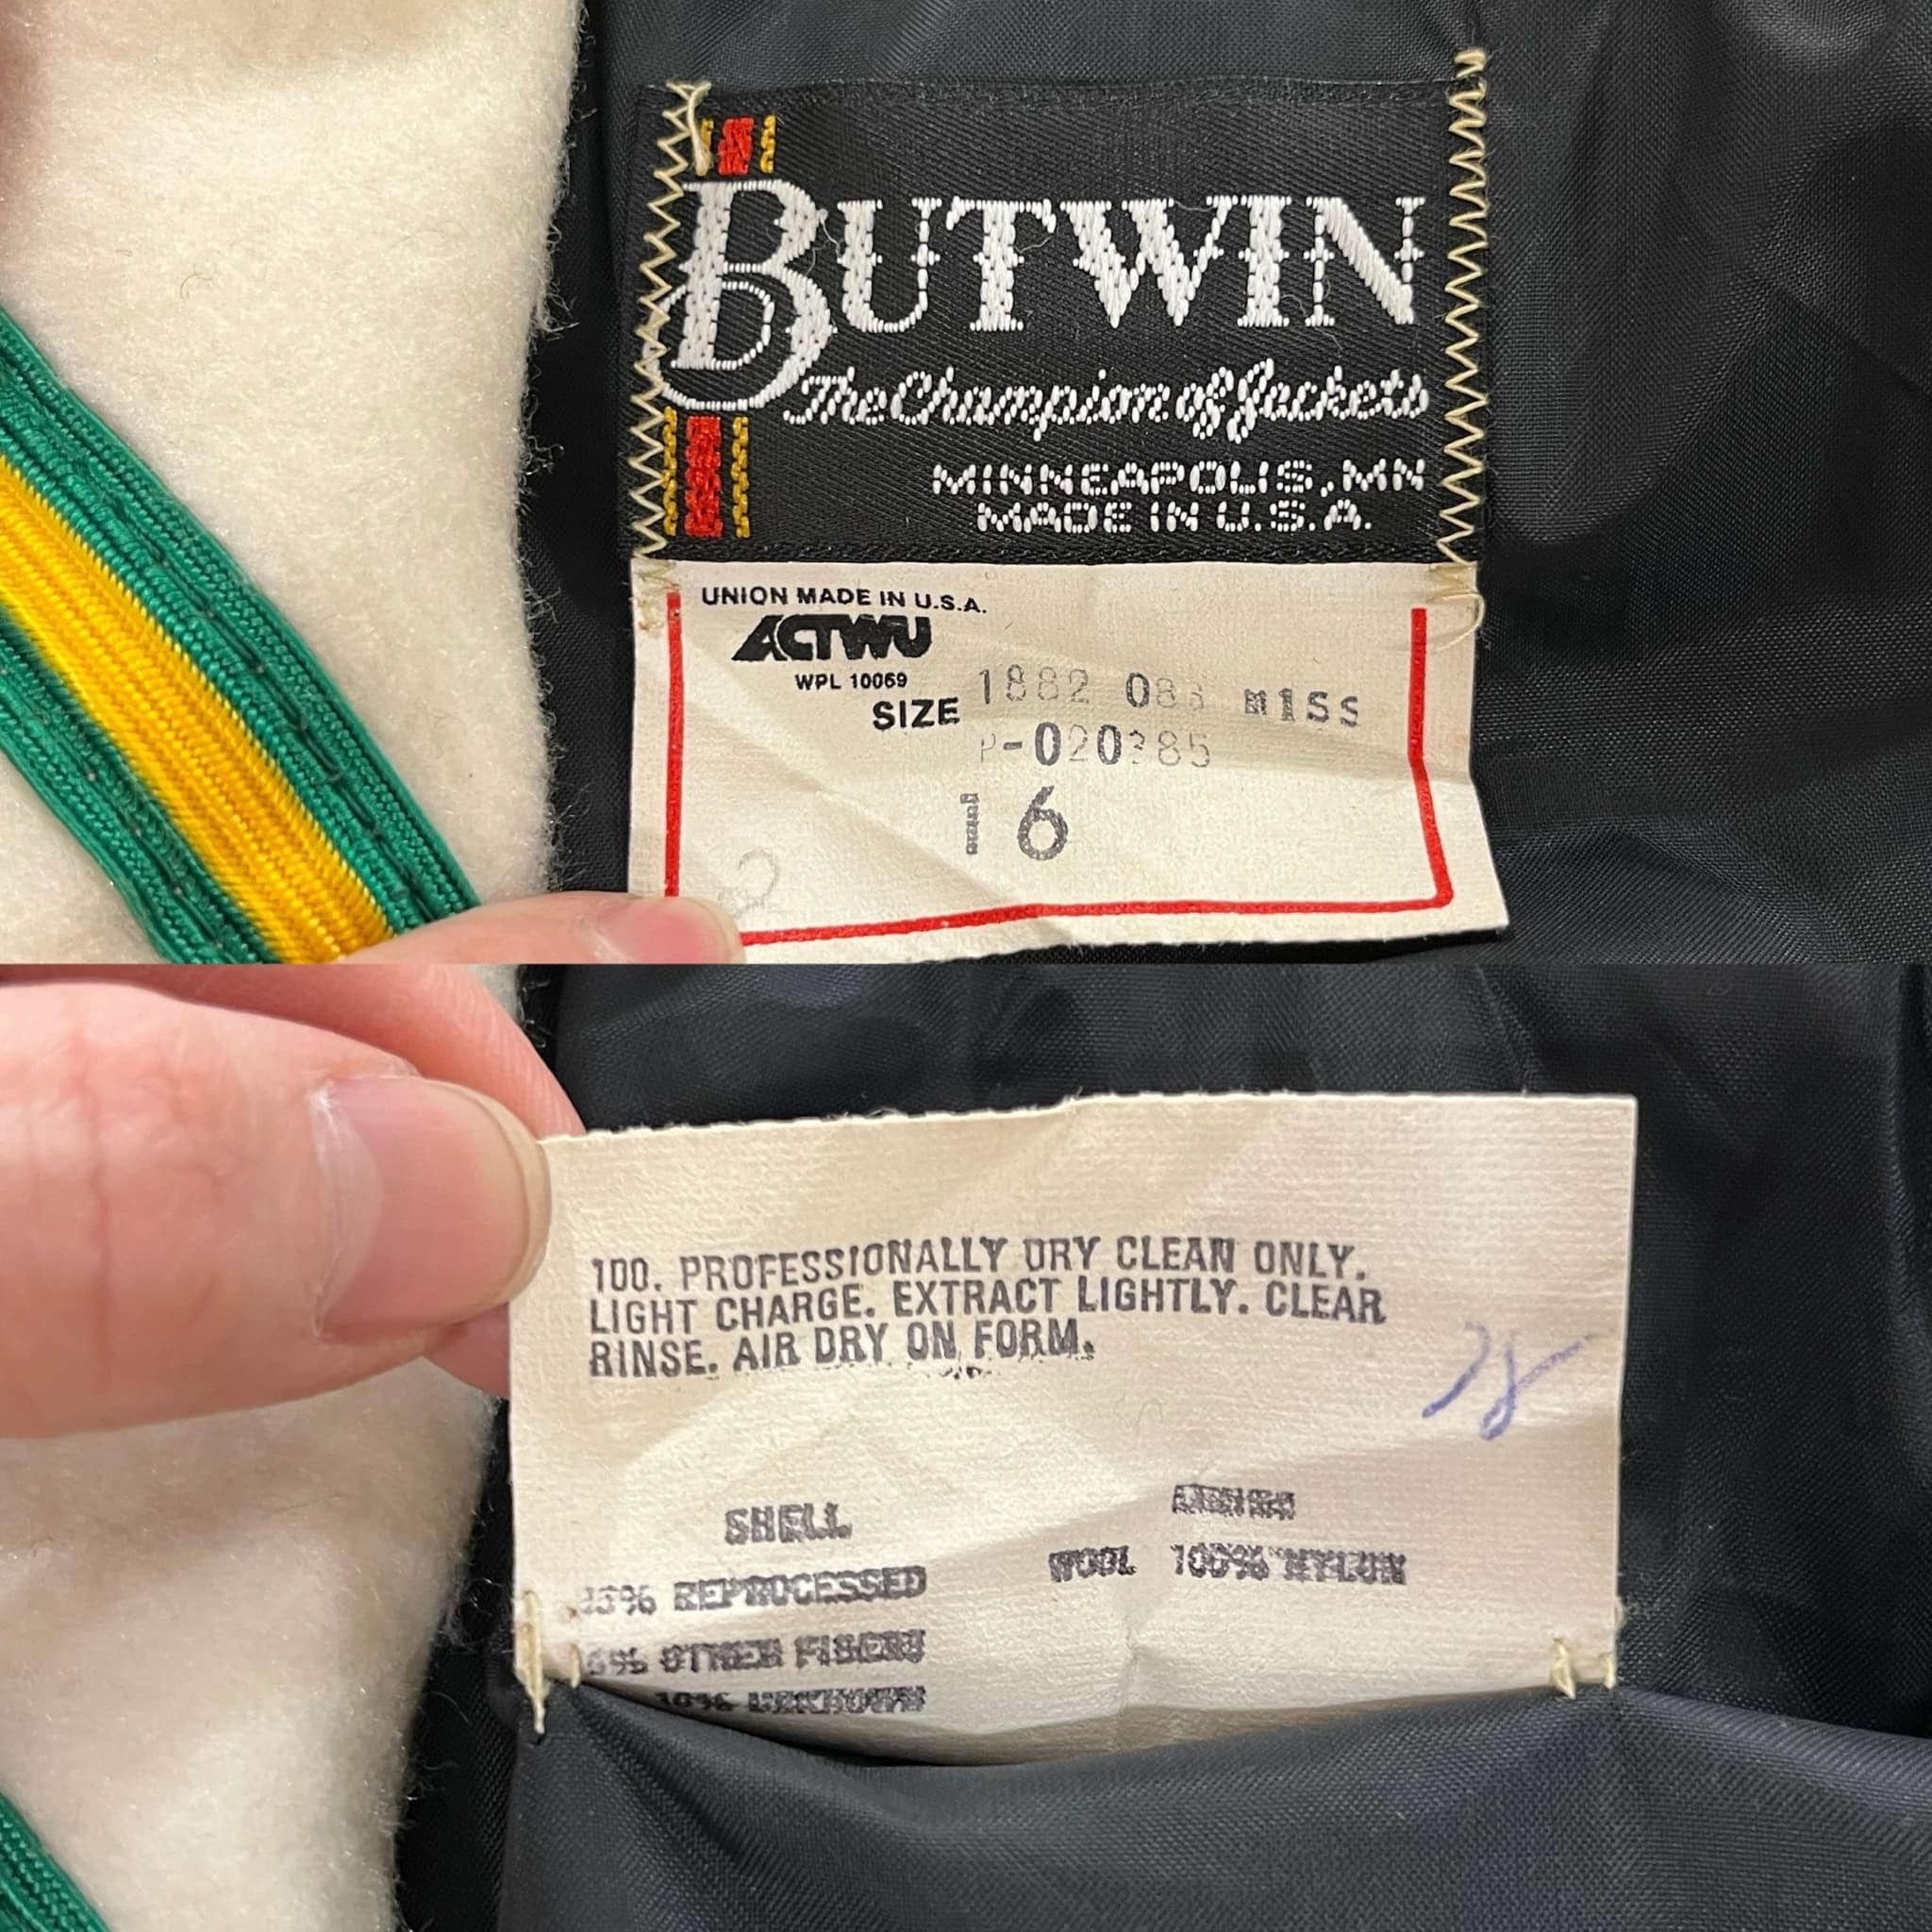 BUTWIN
The Champion of Jackets
MINNEAPOLIS, MN
MADE IN U.S.A.
UNION MADE IN U.S.A.
ACTWU
WPL 10069
SIZE 1882 083 MISS
16
100. PROFESSIONALLY DRY CLEAN ONLY.
LIGHT CHARGE. EXTRACT LIGHTLY. CLEAR
RINSE. AIR DRY ON FORM.
SHELL
REPROCESSED WOOL 100% NYLON
OTHER FIBERS
UNKNOWN